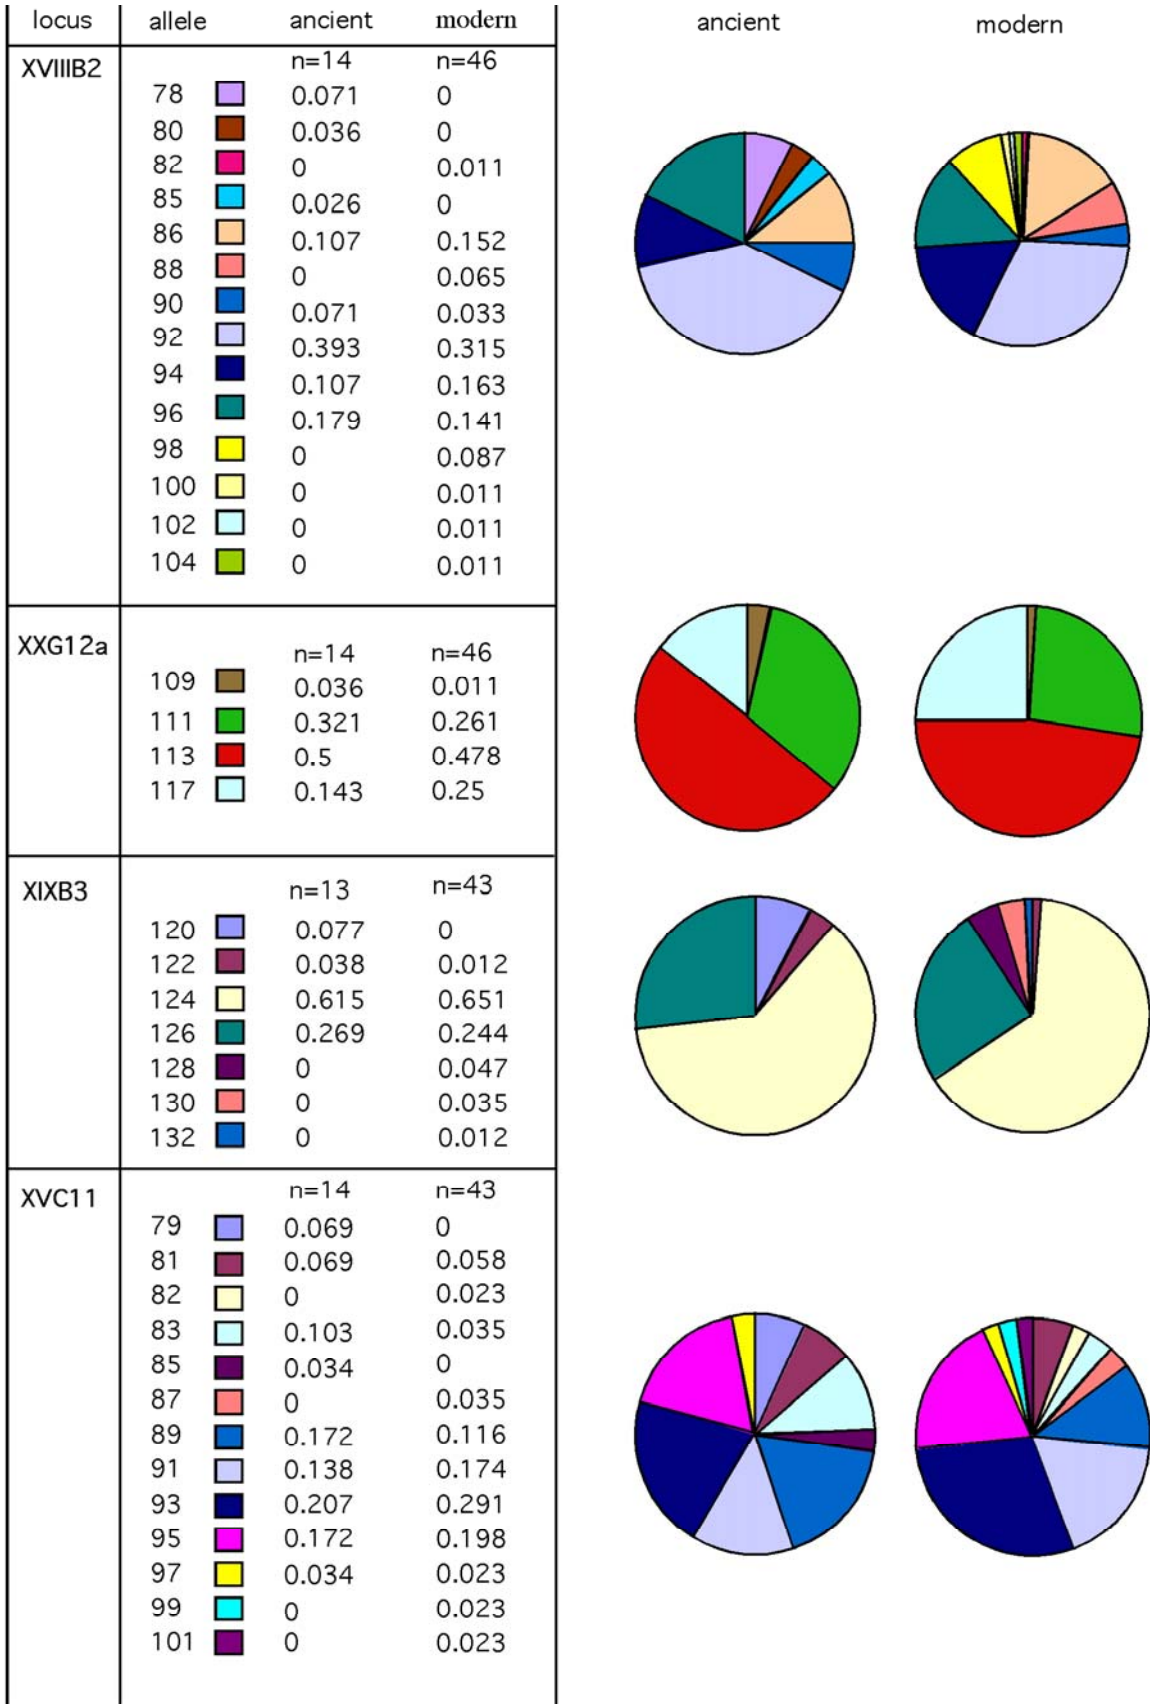 locus allele ancient modern ancient modern
XVIIIB2 n=14 n=46
78 0.071 0
80 0.036 0
82 0 0.011
85 0.026 0
86 0.107 0.152
88 0 0.065
90 0.071 0.033
92 0.393 0.315
94 0.107 0.163
96 0.179 0.141
98 0 0.087
100 0 0.011
102 0 0.011
104 0 0.011
XXG12a n=14 n=46
109 0.036 0.011
111 0.321 0.261
113 0.5 0.478
117 0.143 0.25
XIXB3 n=13 n=43
120 0.077 0
122 0.038 0.012
124 0.615 0.651
126 0.269 0.244
128 0 0.047
130 0 0.035
132 0 0.012
XVC11 n=14 n=43
79 0.069 0
81 0.069 0.058
82 0 0.023
83 0.103 0.035
85 0.034 0
87 0 0.035
89 0.172 0.116
91 0.138 0.174
93 0.207 0.291
95 0.172 0.198
97 0.034 0.023
99 0 0.023
101 0 0.023